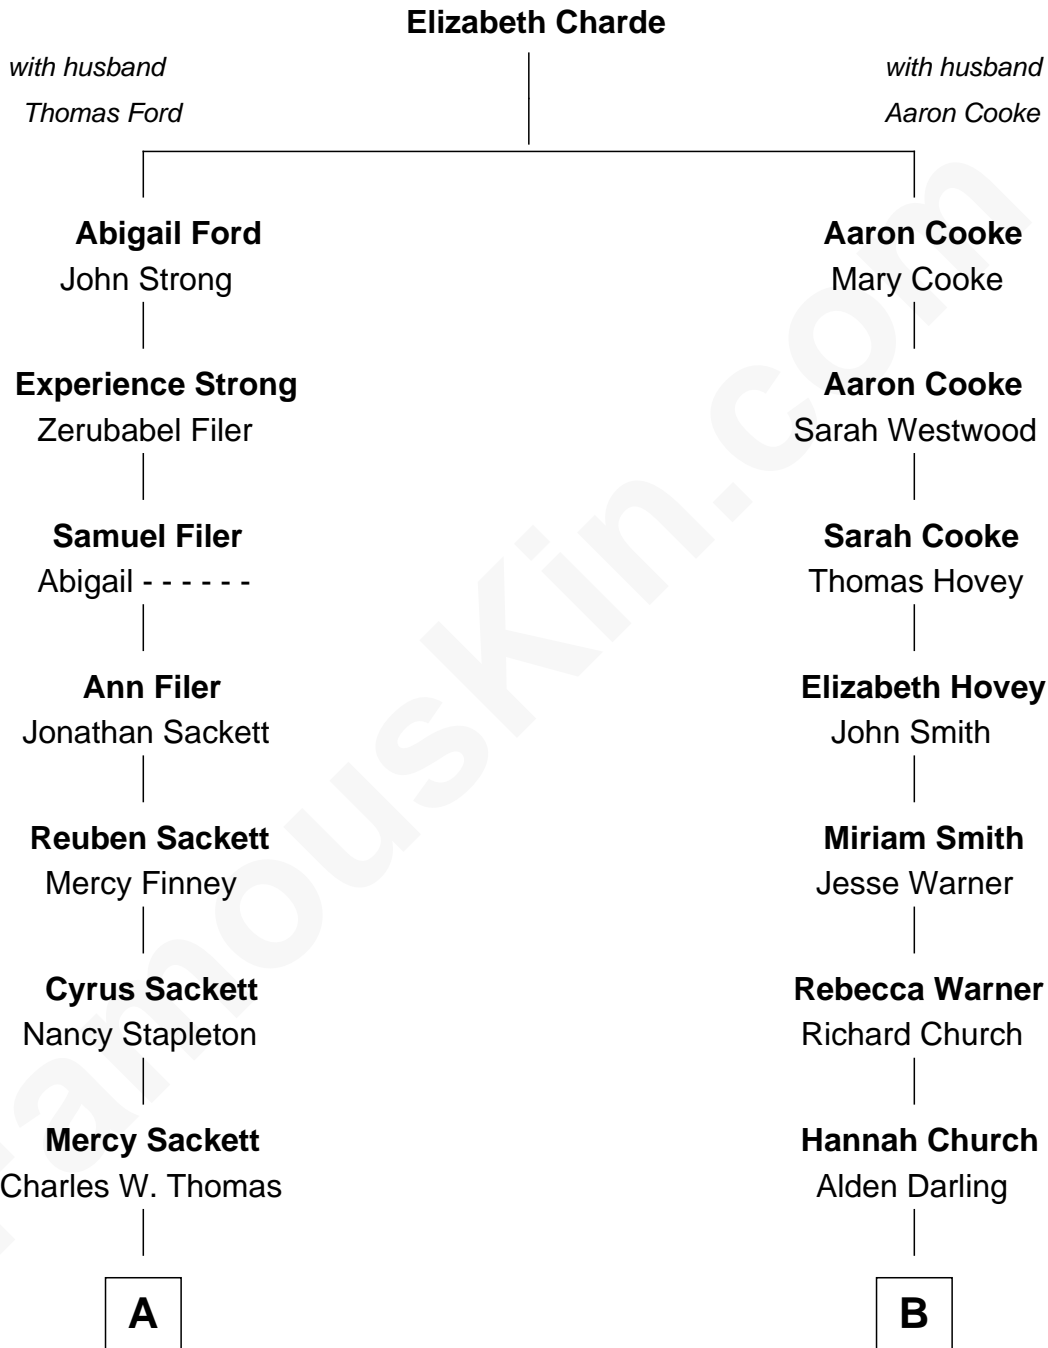 Elizabeth Charde
with husband
Thomas Ford
with husband
Aaron Cooke
Abigail Ford
John Strong
Aaron Cooke
Mary Cooke
Experience Strong
Zerubabel Filer
Aaron Cooke
Sarah Westwood
Samuel Filer
Abigail - - - - - -
Sarah Cooke
Thomas Hovey
Ann Filer
Jonathan Sackett
Elizabeth Hovey
John Smith
Reuben Sackett
Mercy Finney
Miriam Smith
Jesse Warner
Cyrus Sackett
Nancy Stapleton
Rebecca Warner
Richard Church
Mercy Sackett
Charles W. Thomas
Hannah Church
Alden Darling
A
B
FamousKin.com